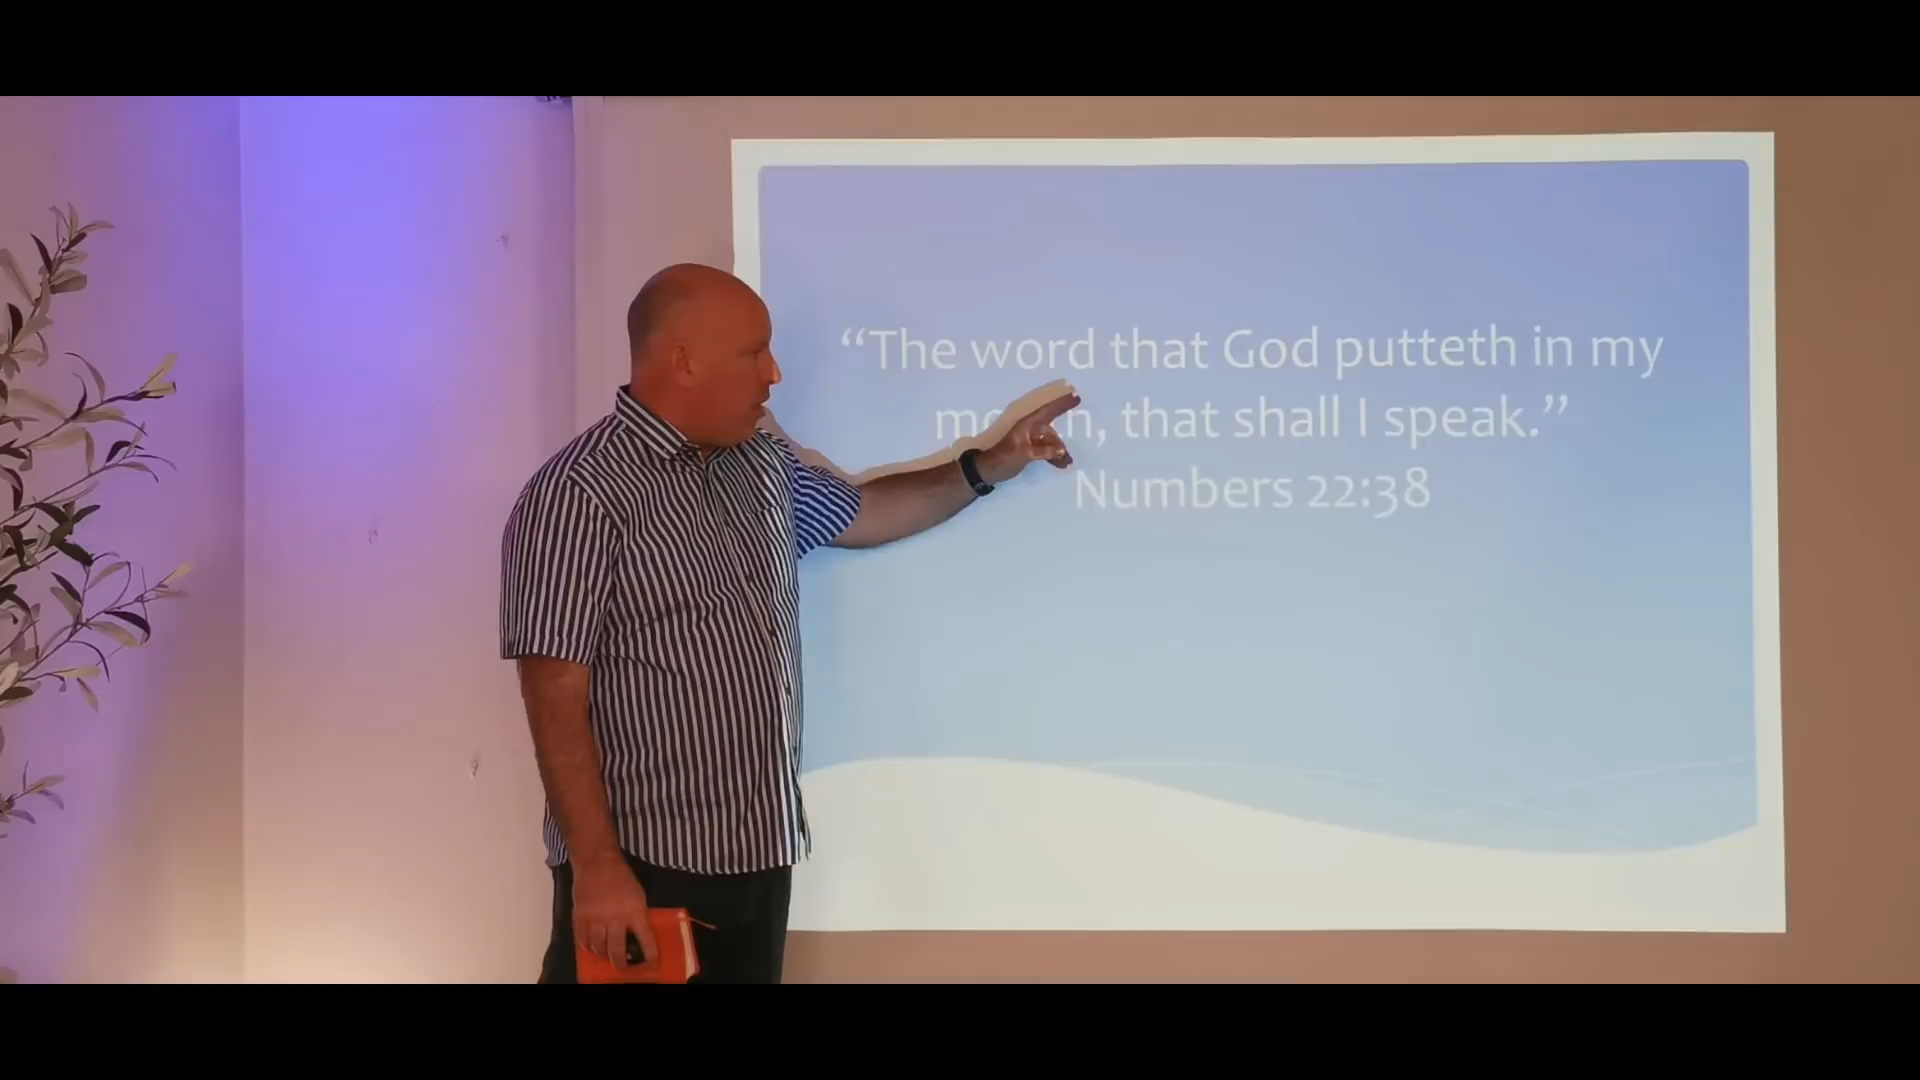 “The word that God putteth in my
that shall I speak.”
Numbers 22:38